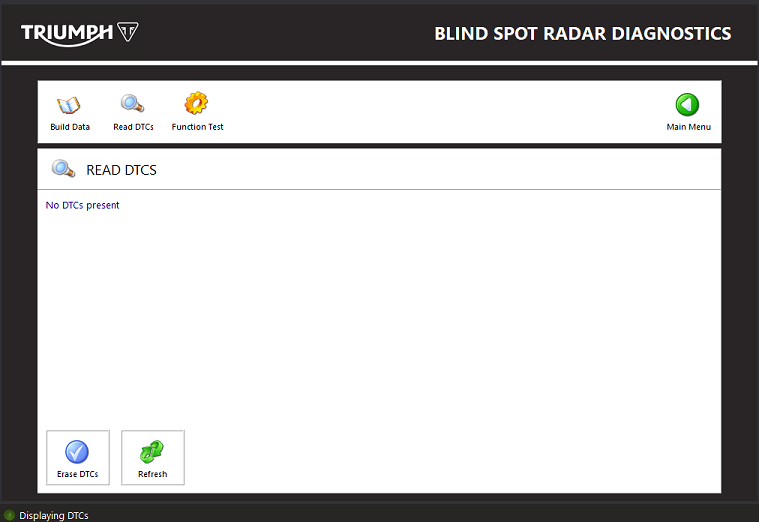 TRIUMPH
BLIND SPOT RADAR DIAGNOSTICS
Build Data
Read DTCs
Function Test
Main Menu
READ DTCS
No DTCs present
Erase DTCs
Refresh
Displaying DTCs